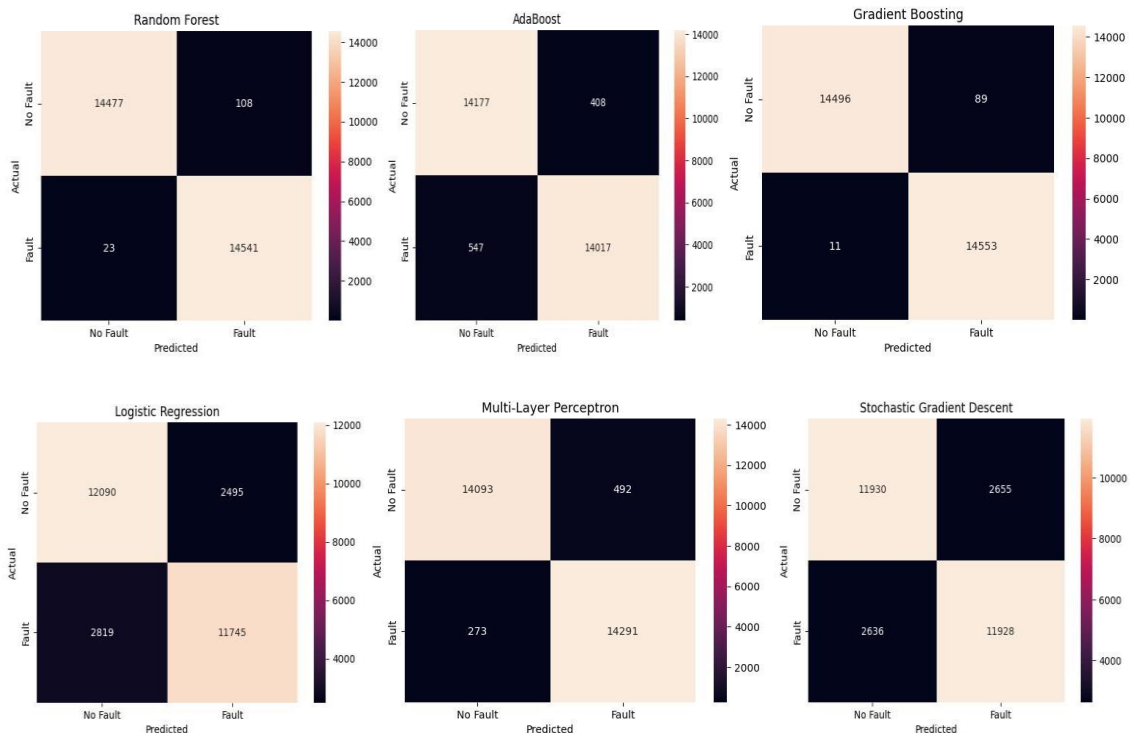 Random Forest
14477
108
23
14541
No Fault
Fault
Actual
No Fault
Fault
Predicted
14000
12000
10000
8000
6000
4000
2000
AdaBoost
14177
408
547
14017
No Fault
Fault
Actual
No Fault
Fault
Predicted
14000
12000
10000
8000
6000
4000
2000
Gradient Boosting
14496
89
11
14553
No Fault
Fault
Actual
No Fault
Fault
Predicted
14000
12000
10000
8000
6000
4000
2000
Logistic Regression
12090
2495
2819
11745
No Fault
Fault
Actual
No Fault
Fault
Predicted
12000
10000
8000
6000
4000
Multi-Layer Perceptron
14093
492
273
14291
No Fault
Fault
Actual
No Fault
Fault
Predicted
14000
12000
10000
8000
6000
4000
2000
Stochastic Gradient Descent
11930
2655
2636
11928
No Fault
Fault
Actual
No Fault
Fault
Predicted
10000
8000
6000
4000